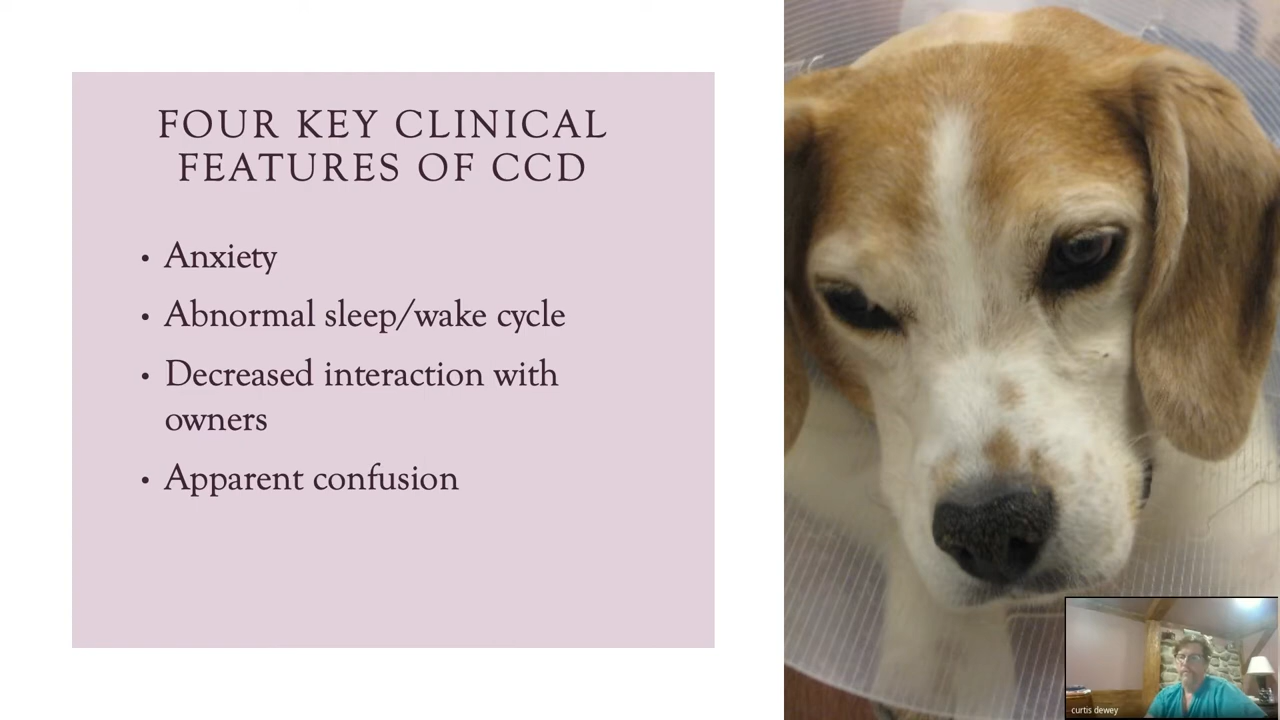 FOUR KEY CLINICAL
FEATURES OF CCD
• Anxiety
• Abnormal sleep/wake cycle
• Decreased interaction with
owners
• Apparent confusion
curtis dewey